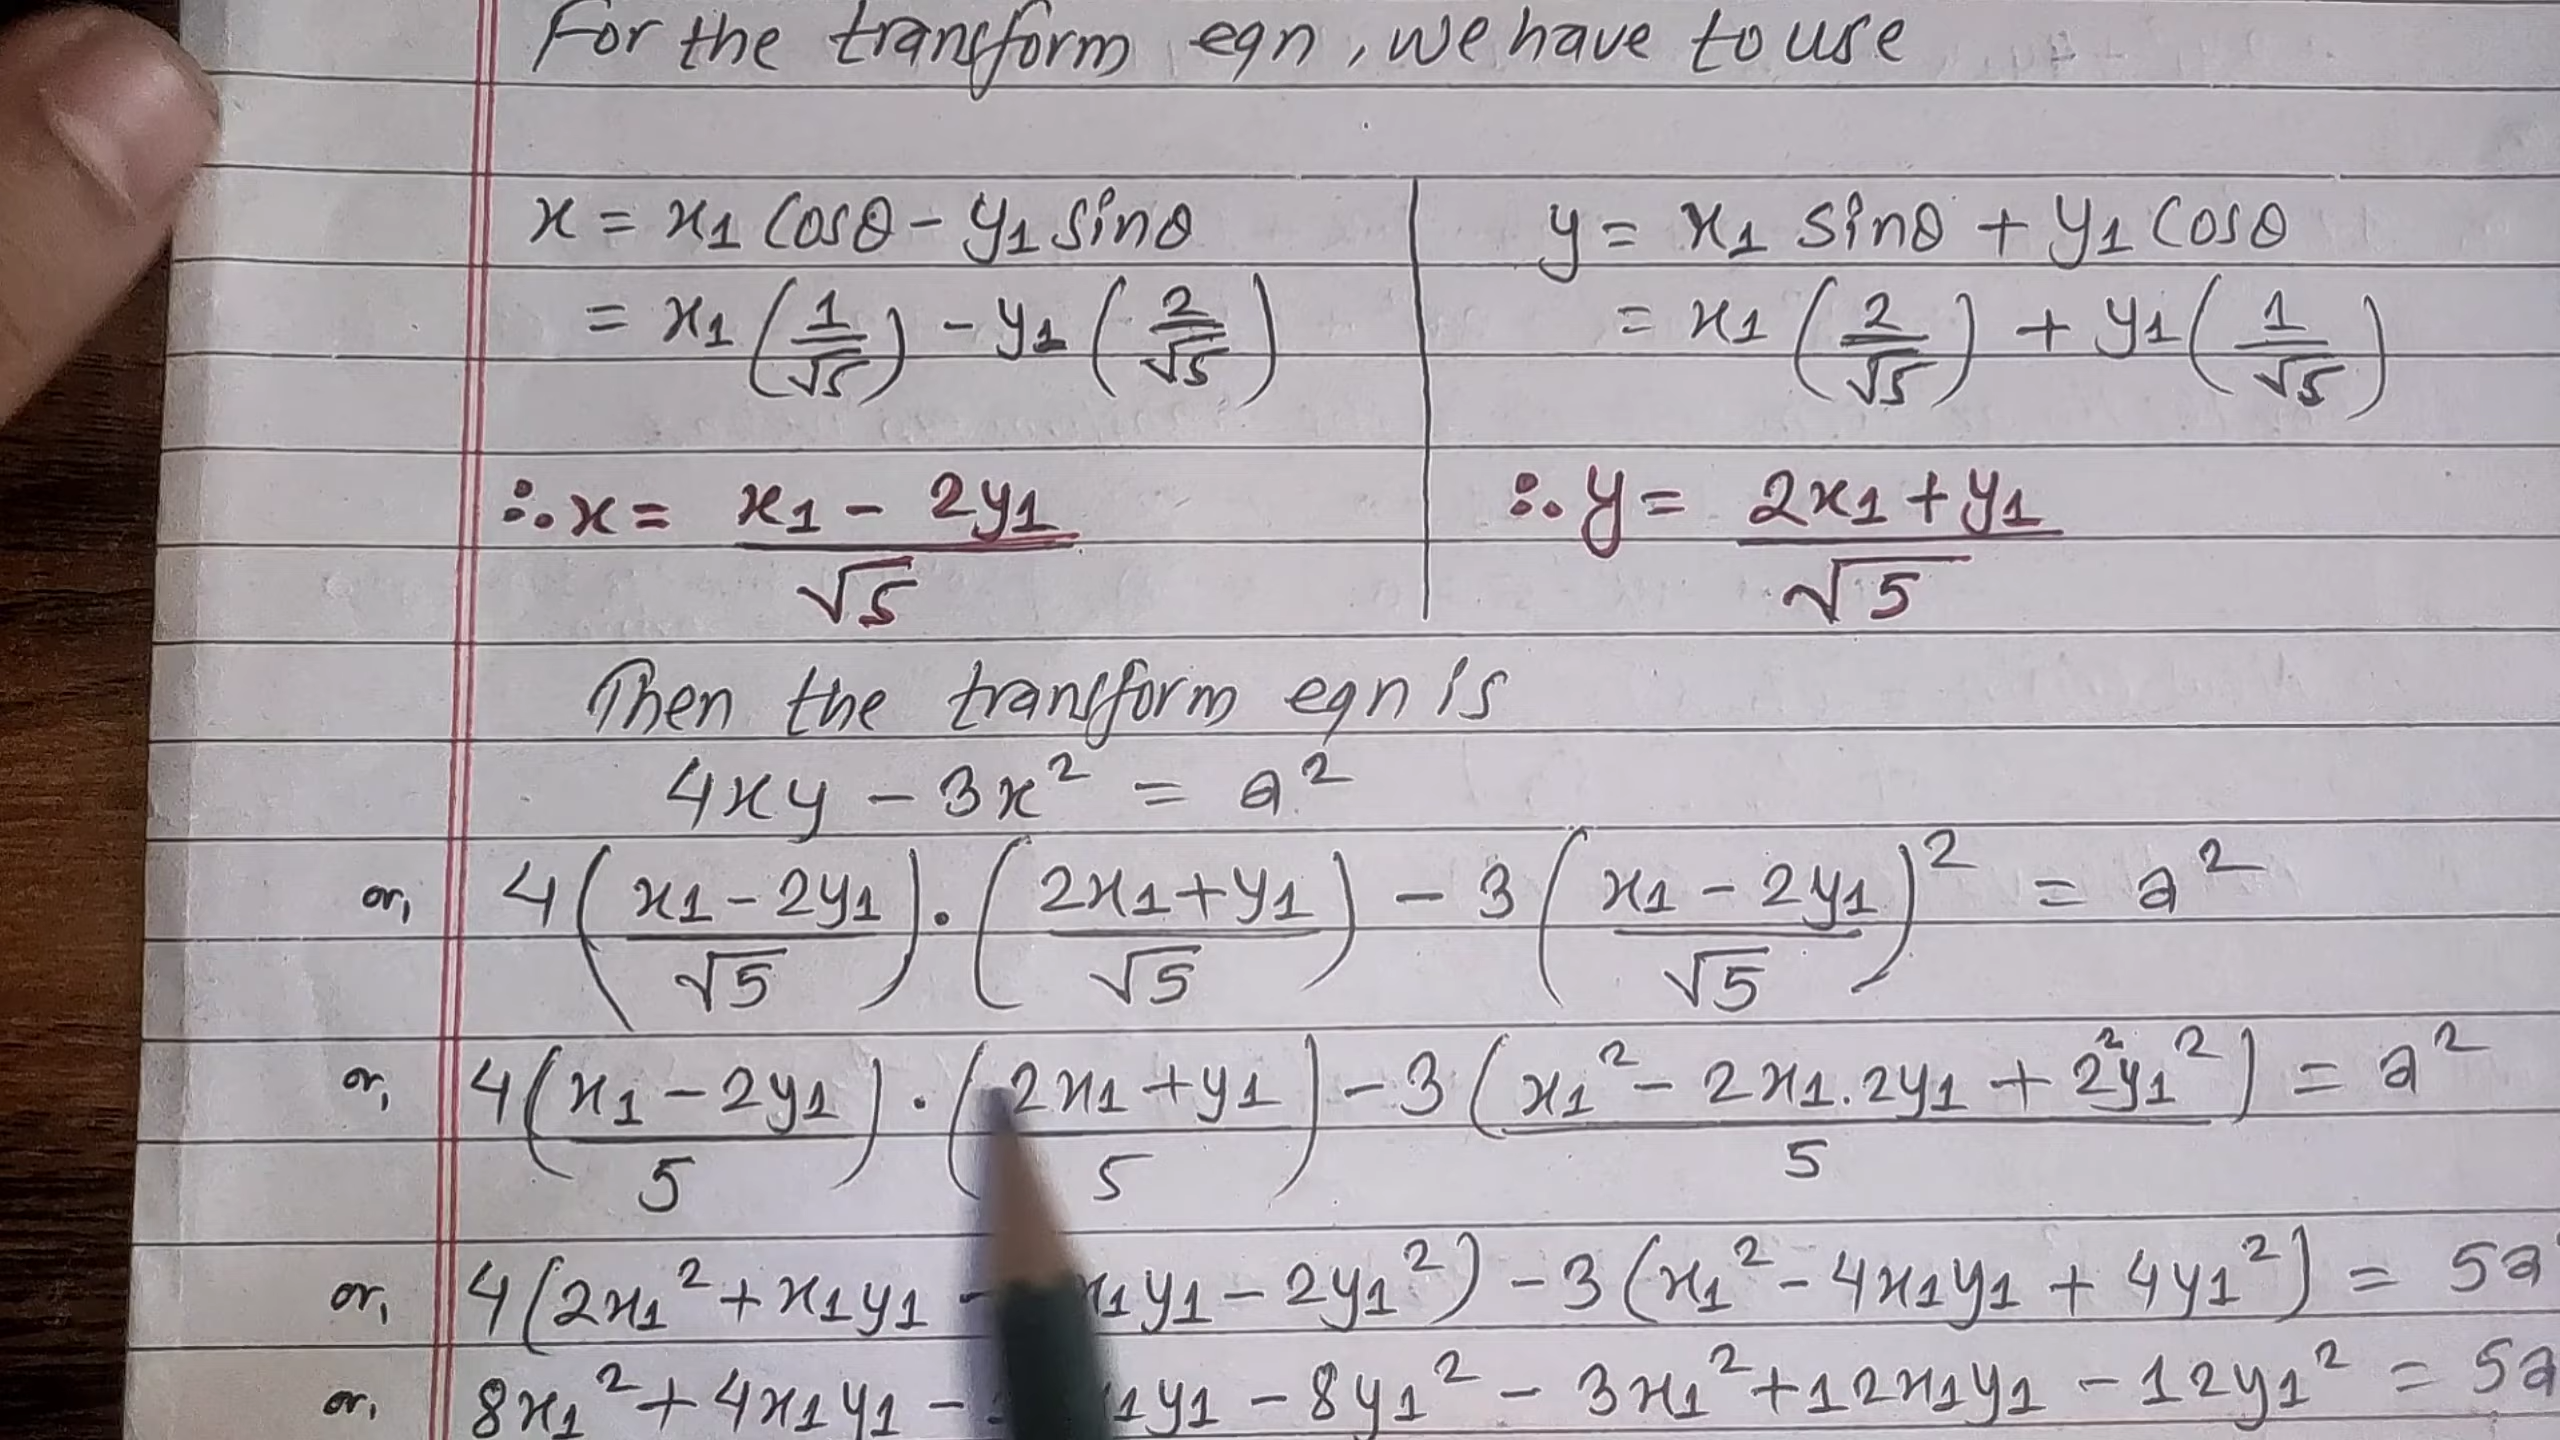 For the transform eqn, we have to use
x = x₁ cosθ - y₁ sinθ
= x₁ (1/√5) - y₁ (2/√5)
∴ x = (x₁ - 2y₁)/√5
y = x₁ sinθ + y₁ cosθ
= x₁ (2/√5) + y₁ (1/√5)
∴ y = (2x₁ + y₁)/√5
Then the transform eqn is
4xy - 3x² = a²
or, 4((x₁ - 2y₁)/√5) · ((2x₁ + y₁)/√5) - 3((x₁ - 2y₁)/√5)² = a²
or, 4((x₁ - 2y₁)/5) · ((2x₁ + y₁)/5) - 3((x₁² - 2x₁.2y₁ + 2²y₁²)/5) = a²
or, 4(2x₁² + x₁y₁ - x₁y₁ - 2y₁²) - 3(x₁² - 4x₁y₁ + 4y₁²) = 5a
or, 8x₁² + 4x₁y₁ - 1y₁ - 8y₁² - 3x₁² + 12x₁y₁ - 12y₁² = 5a